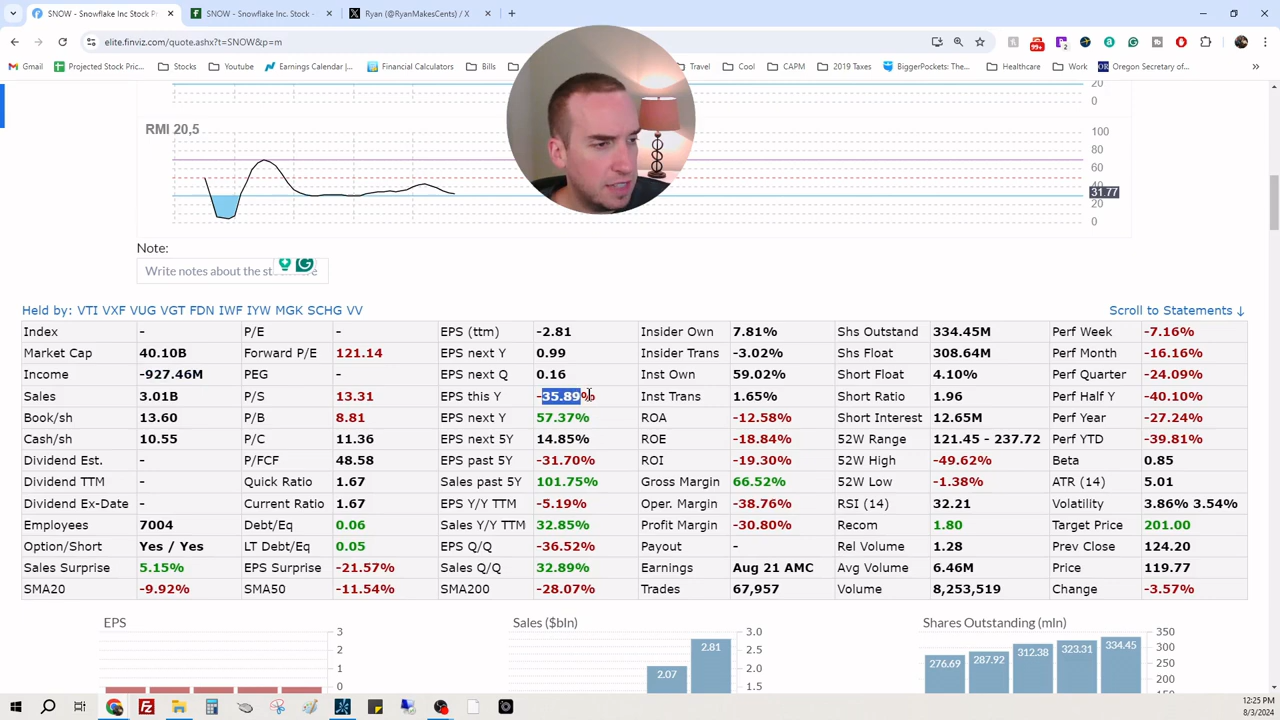 SNOW - Snowflake Inc. Stock P
SNOW - Snowflake Inc. Stock -
Ryan (@RyanMakesCents) / X
elite.finviz.com/quote.ashx?t=SNOW&p=m
99+
2
Gmail
Projected Stock Pric...
Stocks
Youtube
Earnings Calendar |...
Financial Calculators
Bills
Travel
Cool
CAPM
2019 Taxes
BiggerPockets: The...
Healthcare
Work
Oregon Secretary of...
20
0
RMI 20,5
100
80
60
40
31.77
20
0
Note:
Write notes about the st
Held by: VTI VXF VUG VGT FDN IWF IYW MGK SCHG VV
Scroll to Statements ↓
Index - P/E - EPS (ttm) -2.81 Insider Own 7.81% Shs Outstand 334.45M Perf Week -7.16%
Market Cap 40.10B Forward P/E 121.14 EPS next Y 0.99 Insider Trans -3.02% Shs Float 308.64M Perf Month -16.16%
Income -927.46M PEG - EPS next Q 0.16 Inst Own 59.02% Short Float 4.10% Perf Quarter -24.09%
Sales 3.01B P/S 13.31 EPS this Y -35.89% Inst Trans 1.65% Short Ratio 1.96 Perf Half Y -40.10%
Book/sh 13.60 P/B 8.81 EPS next Y 57.37% ROA -12.58% Short Interest 12.65M Perf Year -27.24%
Cash/sh 10.55 P/C 11.36 EPS next 5Y 14.85% ROE -18.84% 52W Range 121.45 - 237.72 Perf YTD -39.81%
Dividend Est. - P/FCF 48.58 EPS past 5Y -31.70% ROI -19.30% 52W High -49.62% Beta 0.85
Dividend TTM - Quick Ratio 1.67 Sales past 5Y 101.75% Gross Margin 66.52% 52W Low -1.38% ATR (14) 5.01
Dividend Ex-Date - Current Ratio 1.67 EPS Y/Y TTM -5.19% Oper. Margin -38.76% RSI (14) 32.21 Volatility 3.86% 3.54%
Employees 7004 Debt/Eq 0.06 Sales Y/Y TTM 32.85% Profit Margin -30.80% Recom 1.80 Target Price 201.00
Option/Short Yes / Yes LT Debt/Eq 0.05 EPS Q/Q -36.52% Payout - Rel Volume 1.28 Prev Close 124.20
Sales Surprise 5.15% EPS Surprise -21.57% Sales Q/Q 32.89% Earnings Aug 21 AMC Avg Volume 6.46M Price 119.77
SMA20 -9.92% SMA50 -11.54% SMA200 -28.07% Trades 67,957 Volume 8,253,519 Change -3.57%
EPS
3
2
1
0
Sales ($bln)
2.81
2.07
3.0
2.5
2.0
1.5
Shares Outstanding (mln)
276.69
287.92
312.38
323.31
334.45
350
300
250
200
12:25 PM
8/3/2024